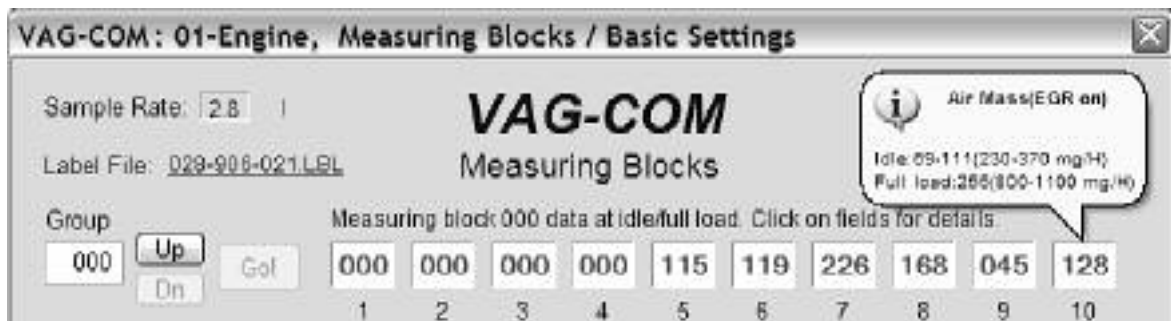 VAG-COM: 01-Engine, Measuring Blocks / Basic Settings
Sample Rate: 2.8
VAG-COM
Air Mass(EGR on)
Label File: 028-906-021.LBL
Measuring Blocks
Idle:69-111(230-370 mg/H)
Full load:266(800-1100 mg/H)
Group
Measuring block 000 data at idle/full load. Click on fields for details.
000 Up Go! 000 000 000 000 115 119 226 168 045 128
Dn
1 2 3 4 5 6 7 8 9 10